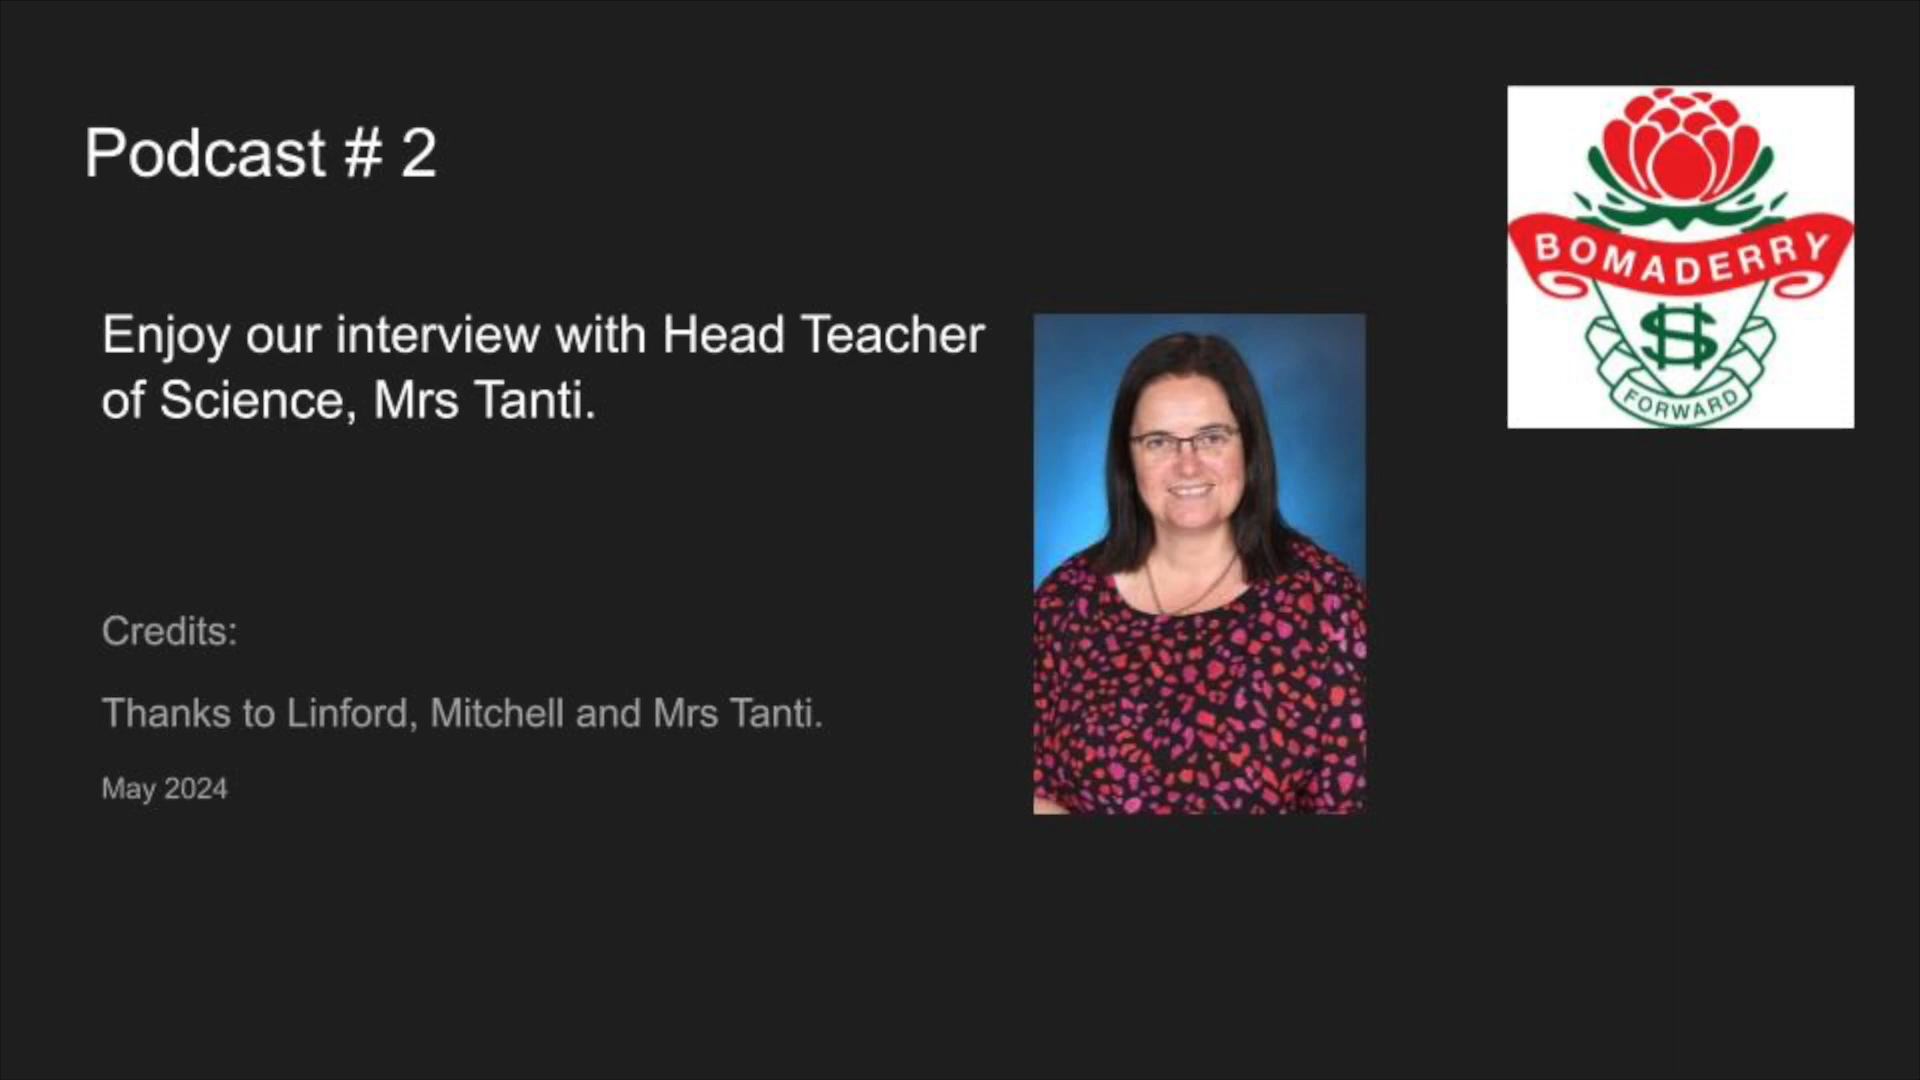 Podcast # 2
BOMADERRY
Enjoy our interview with Head Teacher
of Science, Mrs Tanti.
HS
FORWARD
Credits:
Thanks to Linford, Mitchell and Mrs Tanti.
May 2024